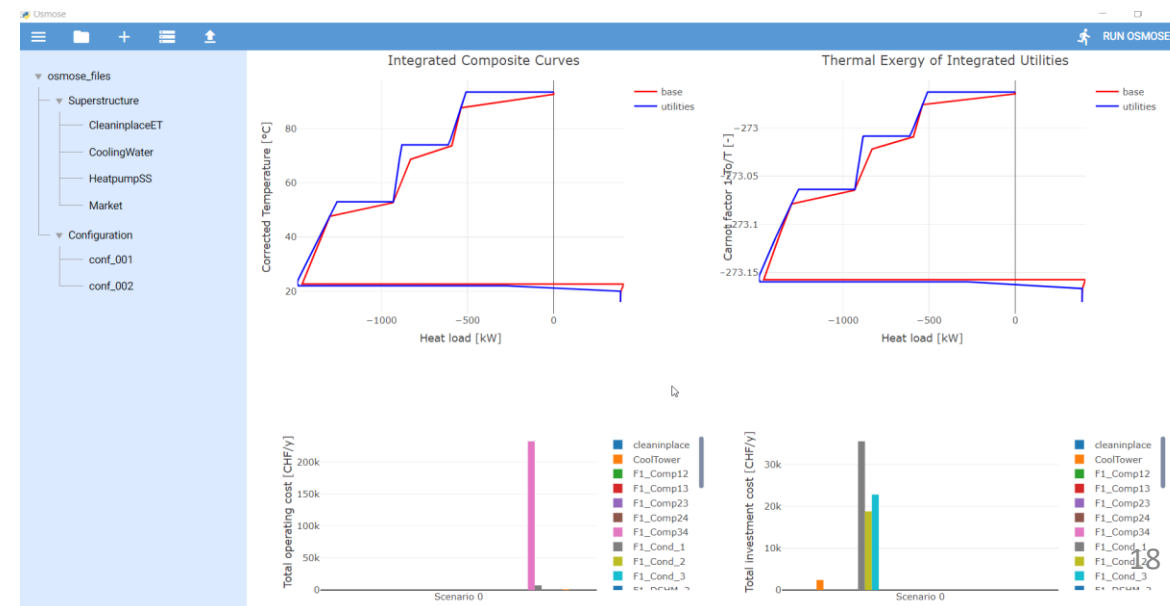 Osmose
RUN OSMOSE
osmose_files
Superstructure
CleaninplaceET
CoolingWater
HeatpumpSS
Market
Configuration
conf_001
conf_002
Integrated Composite Curves
base
utilities
Corrected Temperature [°C]
80
60
40
20
−1000
−500
0
Heat load [kW]
Thermal Exergy of Integrated Utilities
base
utilities
Carnot factor 1-To/T [-]
−273
−273.05
−273.1
−273.15
−1000
−500
0
Heat load [kW]
Total operating cost [CHF/y]
200k
150k
100k
50k
0
Scenario 0
cleaninplace
CoolTower
F1_Comp12
F1_Comp13
F1_Comp23
F1_Comp24
F1_Comp34
F1_Cond_1
F1_Cond_2
F1_Cond_3
Total investment cost [CHF/y]
30k
20k
10k
0
Scenario 0
cleaninplace
CoolTower
F1_Comp12
F1_Comp13
F1_Comp23
F1_Comp24
F1_Comp34
F1_Cond_1
F1_Cond_2
F1_Cond_3
18